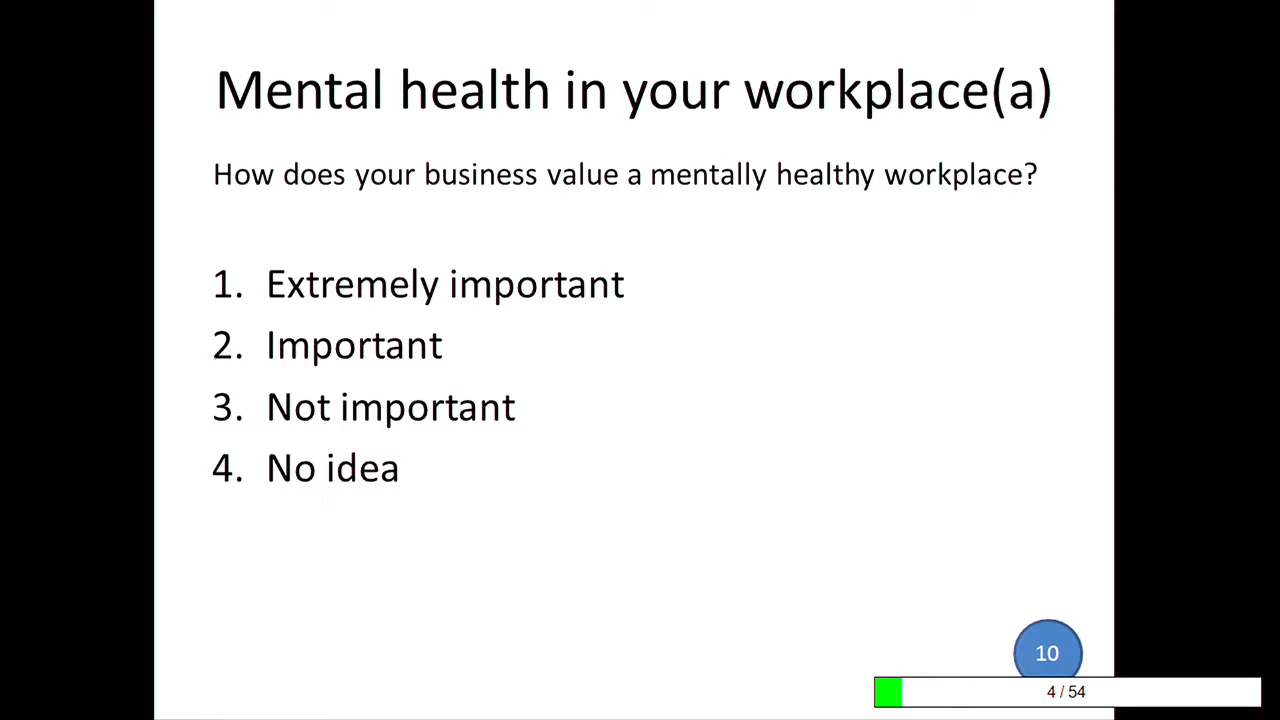 Mental health in your workplace(a)
How does your business value a mentally healthy workplace?
1. Extremely important
2. Important
3. Not important
4. No idea
10
4 / 54